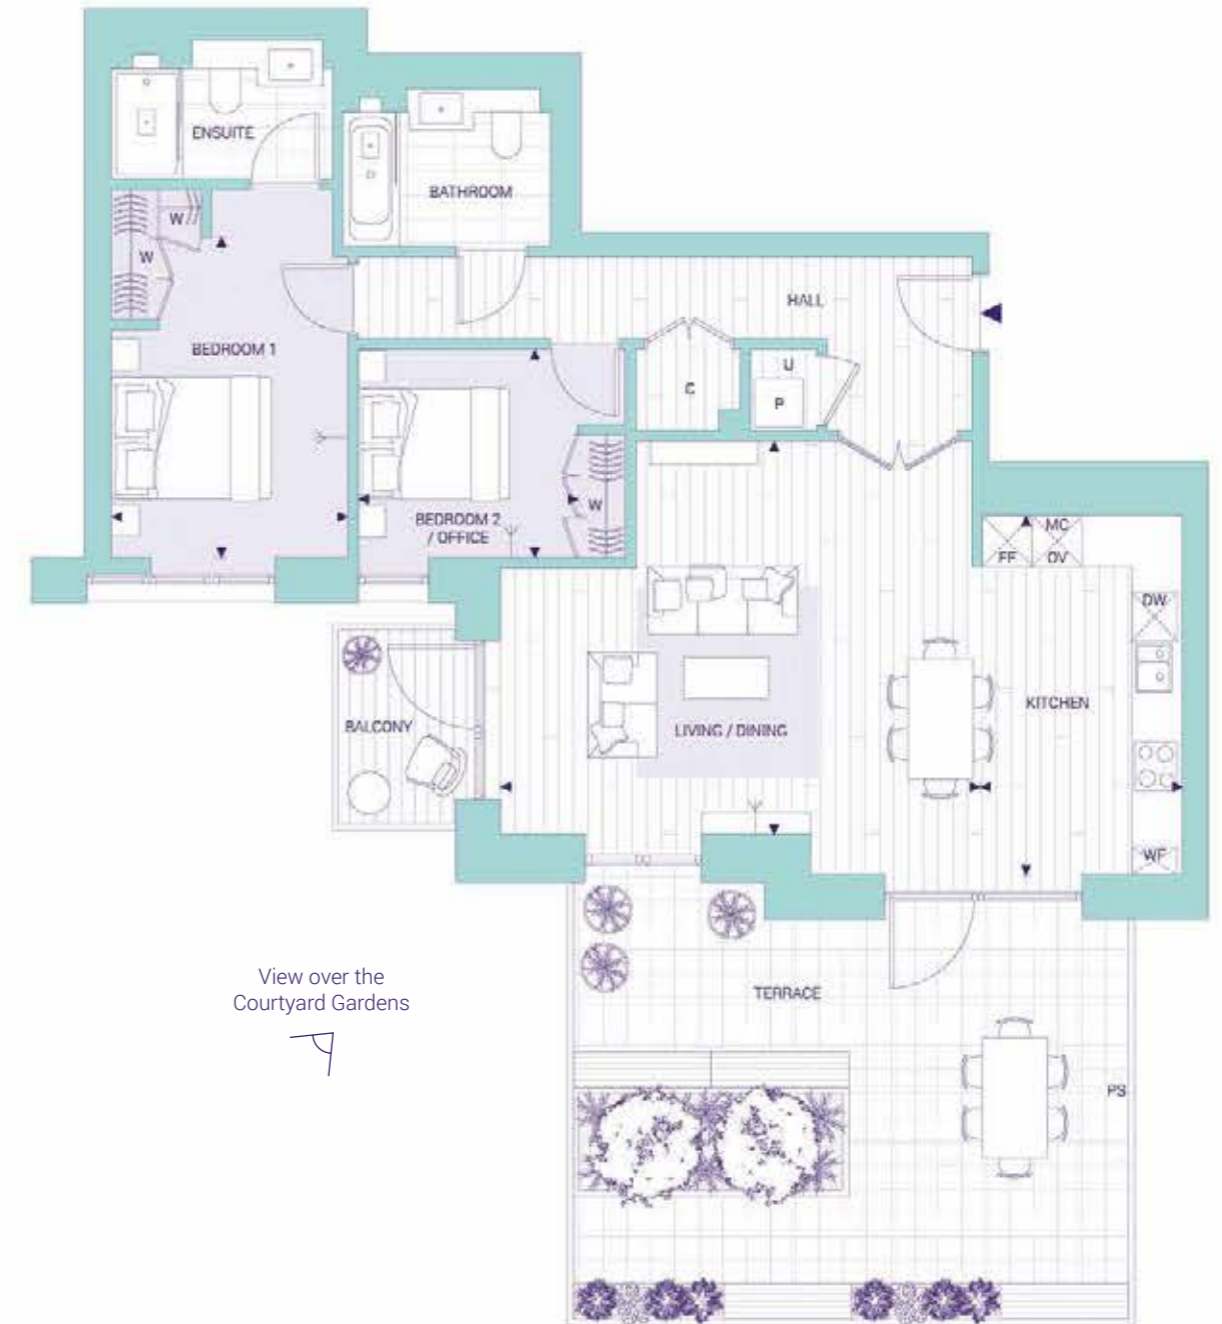 ENSUITE
BATHROOM
W
W
HALL
BEDROOM 1
U
C
P
BEDROOM 2
/ OFFICE
W
MC
FF
OV
DW
KITCHEN
BALCONY
LIVING / DINING
WF
View over the
Courtyard Gardens
TERRACE
PS